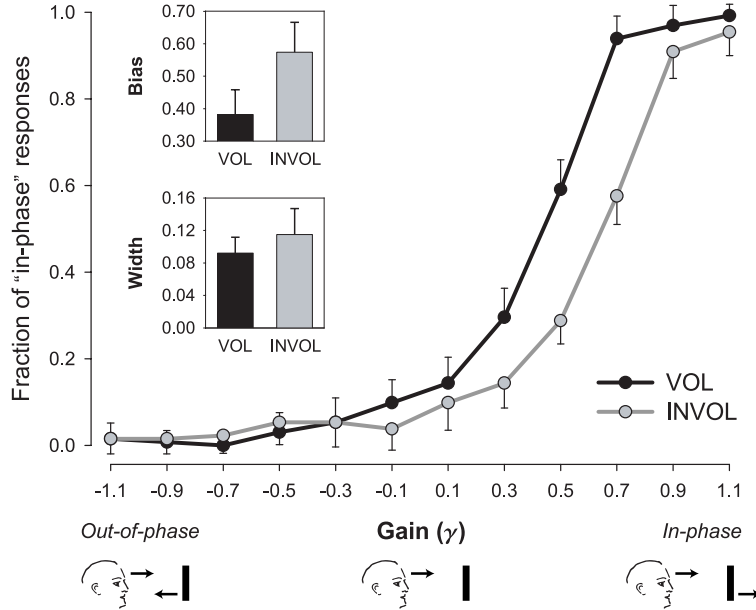 Fraction of "in-phase" responses
1.0
0.8
0.6
0.4
0.2
0.0
Bias
0.70
0.60
0.50
0.40
0.30
VOL INVOL
Width
0.16
0.12
0.08
0.04
0.00
VOL INVOL
VOL
INVOL
-1.1 -0.9 -0.7 -0.5 -0.3 -0.1 0.1 0.3 0.5 0.7 0.9 1.1
Out-of-phase Gain (γ) In-phase